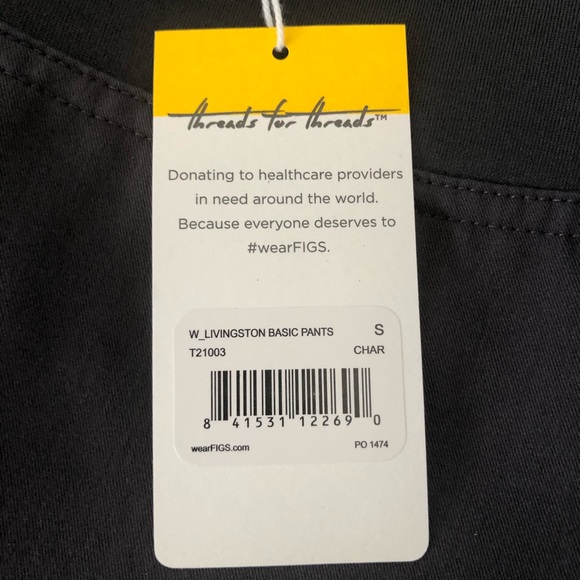 threads for threads™
Donating to healthcare providers
in need around the world.
Because everyone deserves to
#wearFIGS.
W_LIVINGSTON BASIC PANTS S
T21003 CHAR
8 41531 12269 0
wearFIGS.com PO 1474